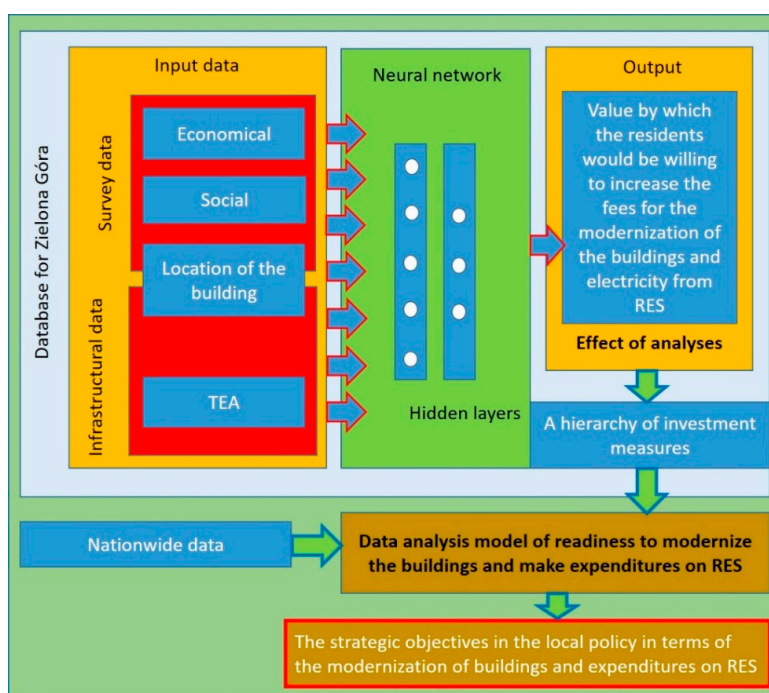 Database for Zielona Góra
Input data
Survey data
Economical
Social
Location of the
building
Infrastructural data
TEA
Neural network
Hidden layers
Output
Value by which
the residents
would be willing
to increase the
fees for the
modernization of
the buildings and
electricity from
RES
Effect of analyses
A hierarchy of investment
measures
Nationwide data
Data analysis model of readiness to modernize
the buildings and make expenditures on RES
The strategic objectives in the local policy in terms of
the modernization of buildings and expenditures on RES